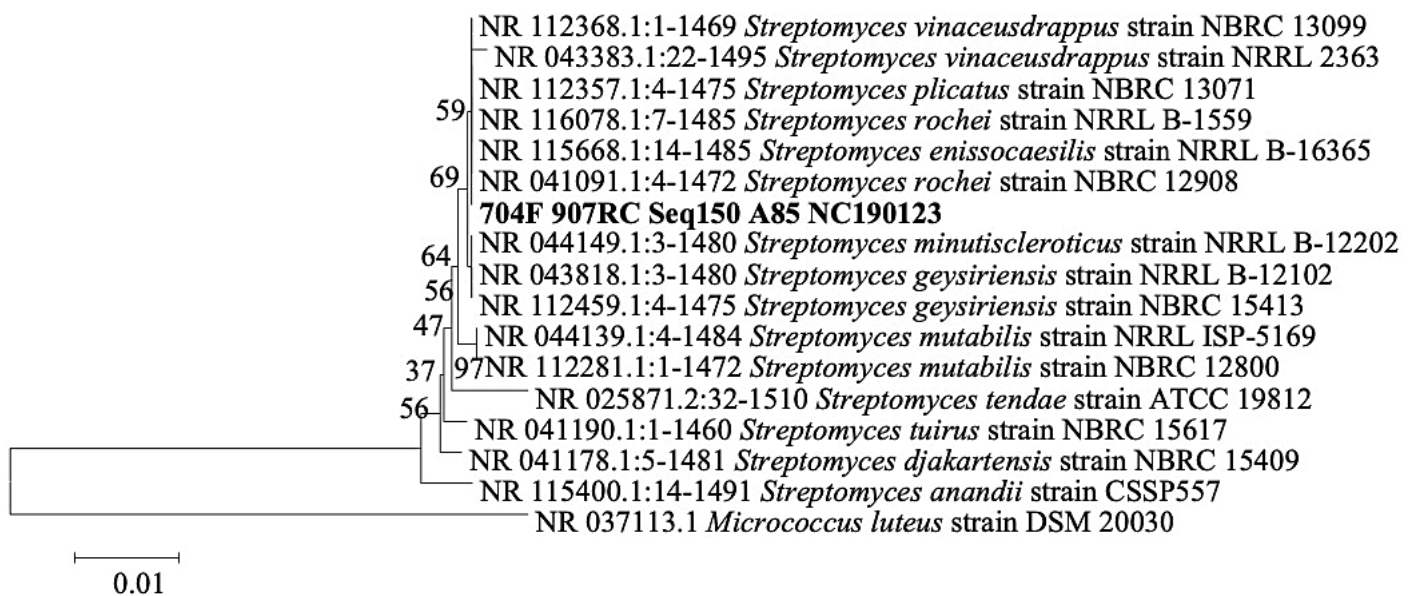 NR 112368.1:1-1469 Streptomyces vinaceusdrappus strain NBRC 13099
NR 043383.1:22-1495 Streptomyces vinaceusdrappus strain NRRL 2363
NR 112357.1:4-1475 Streptomyces plicatus strain NBRC 13071
59
NR 116078.1:7-1485 Streptomyces rochei strain NRRL B-1559
NR 115668.1:14-1485 Streptomyces enissocaesilis strain NRRL B-16365
69
NR 041091.1:4-1472 Streptomyces rochei strain NBRC 12908
704F 907RC Seq150 A85 NC190123
NR 044149.1:3-1480 Streptomyces minutiscleroticus strain NRRL B-12202
64
NR 043818.1:3-1480 Streptomyces geysiriensis strain NRRL B-12102
56
NR 112459.1:4-1475 Streptomyces geysiriensis strain NBRC 15413
47
NR 044139.1:4-1484 Streptomyces mutabilis strain NRRL ISP-5169
37
97
NR 112281.1:1-1472 Streptomyces mutabilis strain NBRC 12800
NR 025871.2:32-1510 Streptomyces tendae strain ATCC 19812
56
NR 041190.1:1-1460 Streptomyces tuirus strain NBRC 15617
NR 041178.1:5-1481 Streptomyces djakartensis strain NBRC 15409
NR 115400.1:14-1491 Streptomyces anandii strain CSSP557
NR 037113.1 Micrococcus luteus strain DSM 20030
0.01